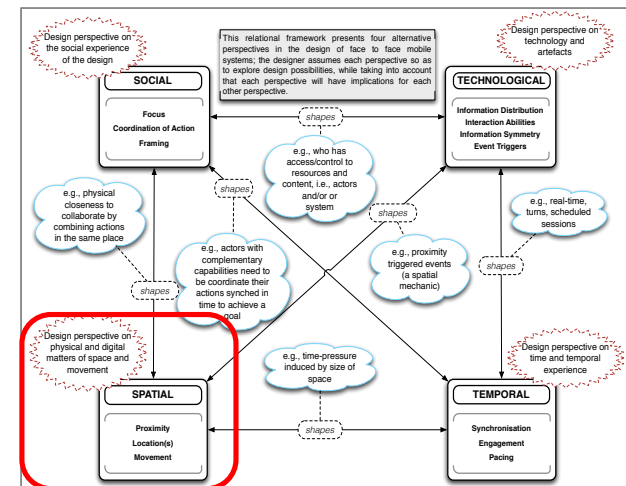 Design perspective on
the social experience
of the design
This relational framework presents four alternative
perspectives in the design of face to face mobile
systems; the designer assumes each perspective so as
to explore design possibilities, while taking into account
that each perspective will have implications for each
other perspective.
Design perspective on
technology and
artefacts
SOCIAL
Focus
Coordination of Action
Framing
TECHNOLOGICAL
Information Distribution
Interaction Abilities
Information Symmetry
Event Triggers
shapes
e.g., who has
access/control to
resources and
content, i.e., actors
and/or or
system
e.g., physical
closeness to
collaborate by
combining actions
in the same place
shapes
shapes
e.g., real-time,
turns, scheduled
sessions
e.g., actors with
complementary
capabilities need to
be coordinate their
actions synched in
time to achieve a
goal
e.g., proximity
triggered events
(a spatial
mechanic)
shapes
shapes
Design perspective on
physical and digital
matters of space and
movement
e.g., time-pressure
induced by size of
space
Design perspective on
time and temporal
experience
SPATIAL
Proximity
Location(s)
Movement
shapes
TEMPORAL
Synchronisation
Engagement
Pacing